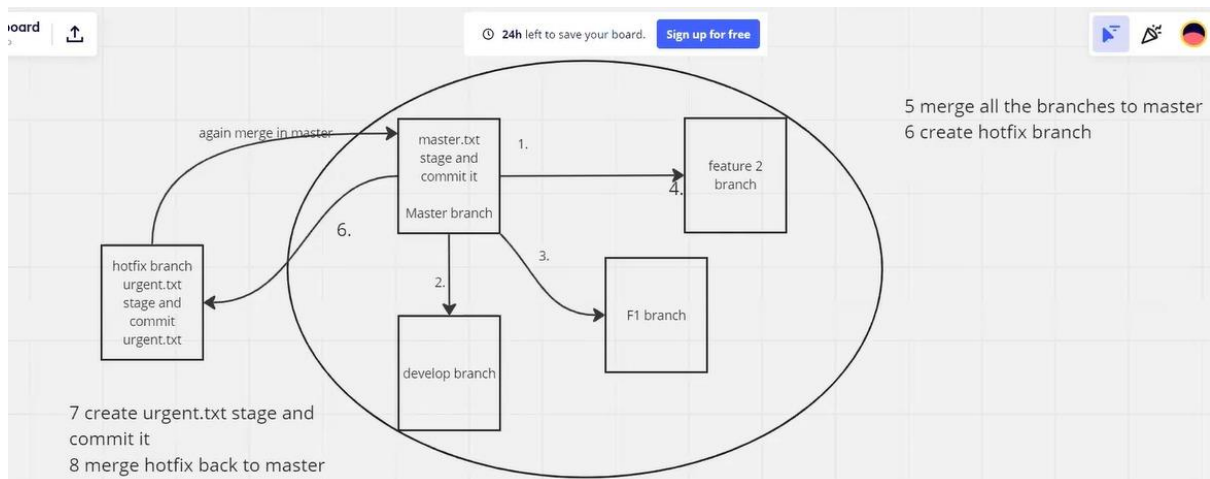 24h left to save your board.
Sign up for free
5 merge all the branches to master
6 create hotfix branch
again merge in master
master.txt
stage and
commit it
Master branch
1.
feature 2
branch
4.
6.
3.
2.
hotfix branch
urgent.txt
stage and
commit
urgent.txt
F1 branch
develop branch
7 create urgent.txt stage and
commit it
8 merge hotfix back to master